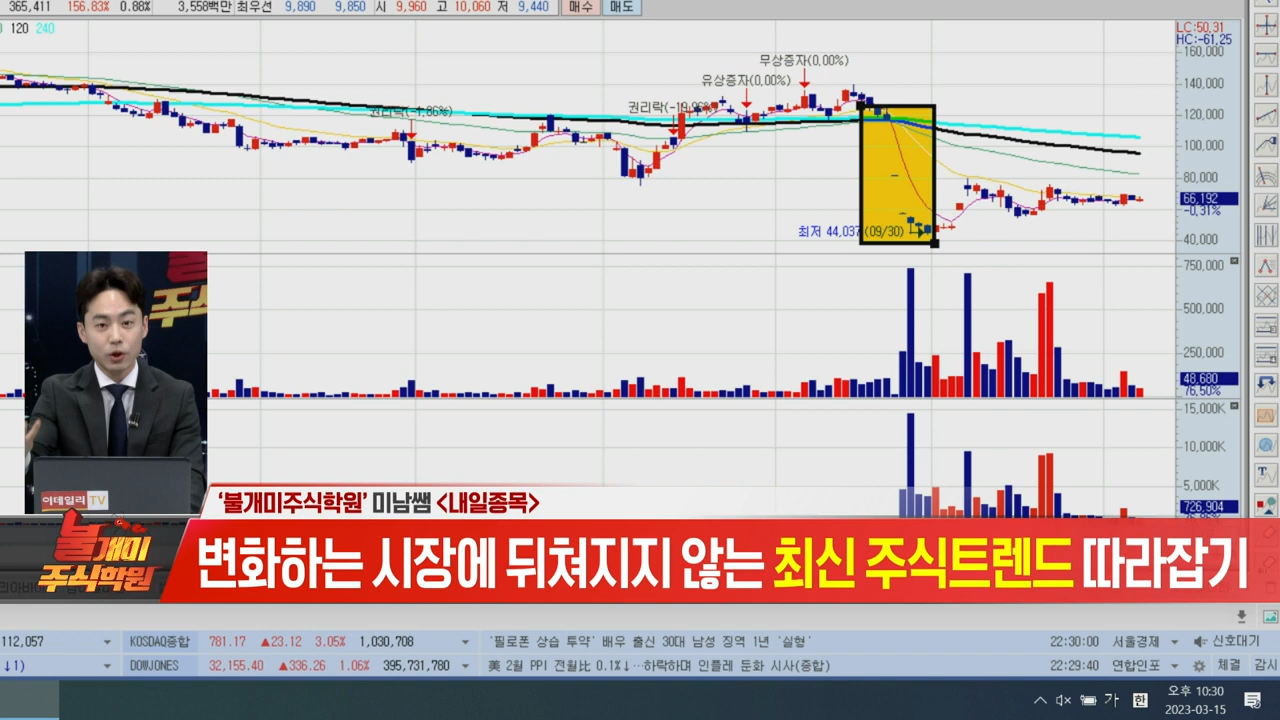 365,411 156.83% 0.88% 3,558백만 최우선 9,890 9,850 시 9,960 고 10,060 저 9,440 매수 매도
120 240
LC:50.31
HC:-61.25
160,000
무상증자(0.00%)
유상증자(0.00%)
140,000
권리락(-1.86%)
120,000
100,000
80,000
66,192
-0.31%
최저 44,037(09/30)
40,000
750,000
500,000
250,000
48,680
76.50%
15,000K
10,000K
5,000K
726,904
이데일리TV
'불개미주식학원' 미남쌤 <내일종목>
불개미
주식학원
변화하는 시장에 뒤쳐지지 않는 최신 주식트렌드 따라잡기
112,057 KOSDAQ종합 781.17 ▲23.12 3.05% 1,030,708 '필로폰 상습 투약' 배우 출신 30대 남성 징역 1년 '실형' 22:30:00 서울경제 신호대기
↓1) DOWJONES 32,155.40 ▲336.26 1.06% 395,731,780 美 2월 PPI 전월比 0.1%↓…하락하며 인플레 둔화 시사(종합) 22:29:40 연합인포 체결 감시
가 한 오후 10:30
2023-03-15